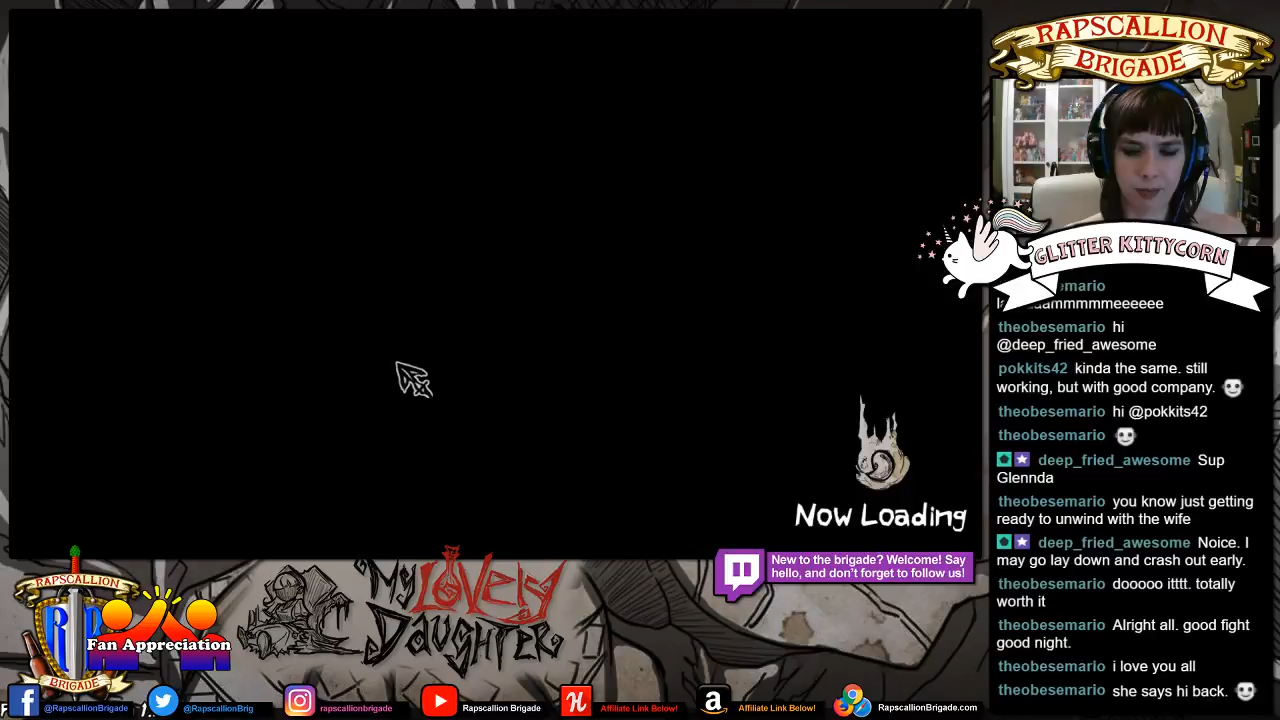 RAPSCALLION
BRIGADE
GLITTER KITTYCORN
theobesemario hi
@deep_fried_awesome
pokkits42 kinda the same. still
working, but with good company.
theobesemario hi @pokkits42
theobesemario
deep_fried_awesome Sup
Glennda
theobesemario you know just getting
ready to unwind with the wife
deep_fried_awesome Noice. I
may go lay down and crash out early.
theobesemario dooooo itttt. totally
worth it
theobesemario Alright all. good fight
good night.
theobesemario i love you all
theobesemario she says hi back.
Now Loading
New to the brigade? Welcome! Say
hello, and don't forget to follow us!
My Lovely
Daughter
RAPSCALLION
Fan Appreciation
BRIGADE
@RapscallionBrigade
@RapscallionBrig
rapscallionbrigade
Rapscallion Brigade
Affiliate Link Below!
Affiliate Link Below!
RapscallionBrigade.com